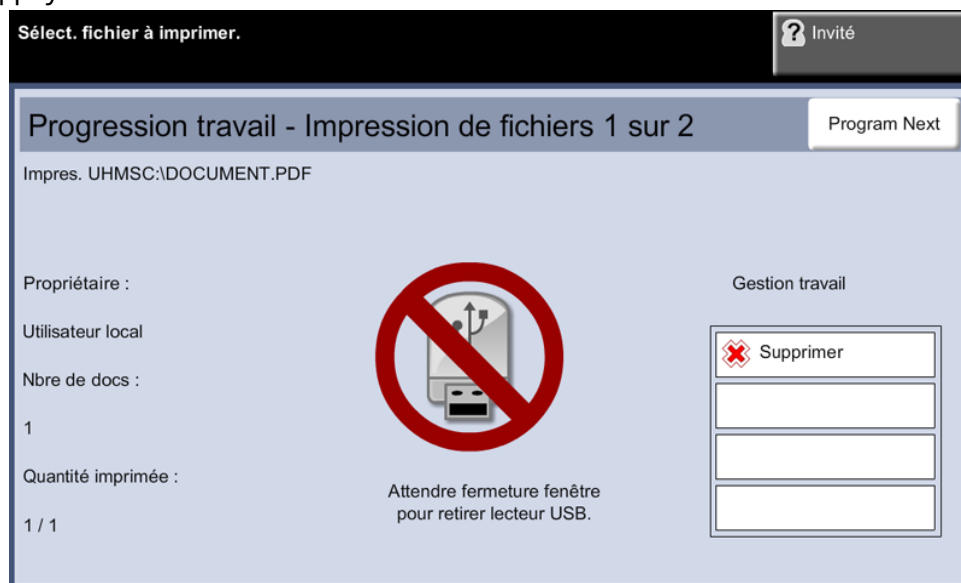 Sélect. fichier à imprimer.
Invité
Progression travail - Impression de fichiers 1 sur 2
Program Next
Impres. UHMSC:\DOCUMENT.PDF
Propriétaire :
Gestion travail
Utilisateur local
Supprimer
Nbre de docs :
1
Quantité imprimée :
Attendre fermeture fenêtre
pour retirer lecteur USB.
1 / 1